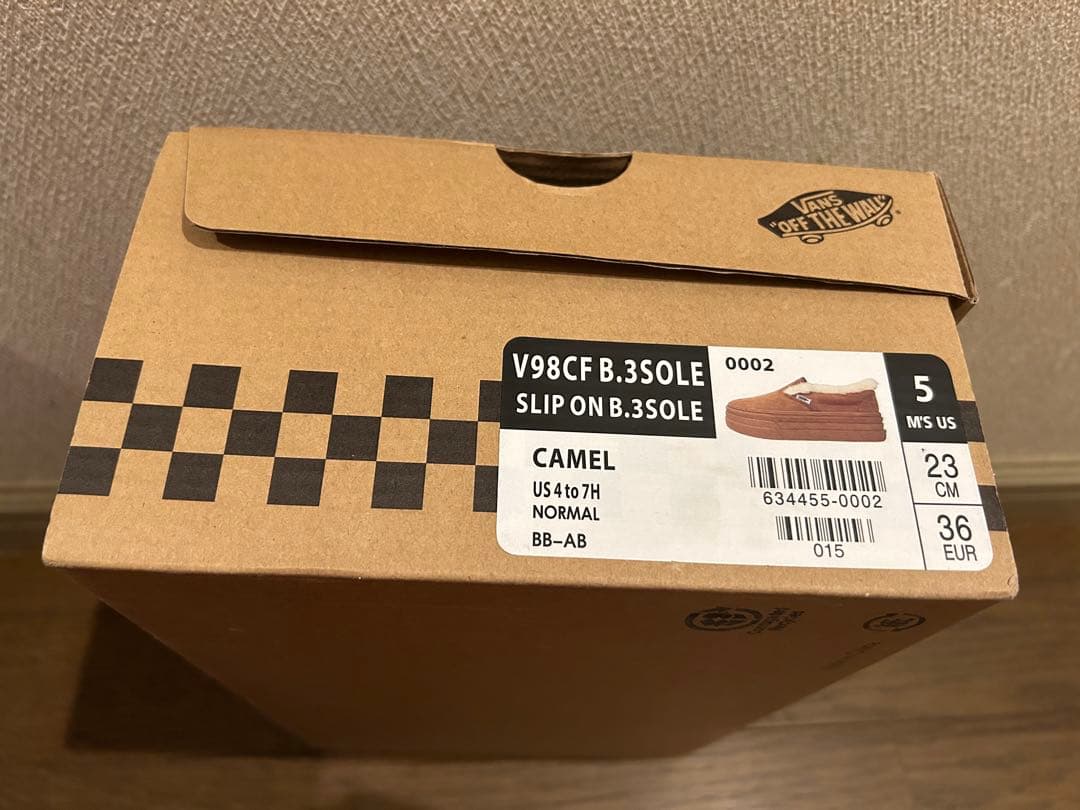 VANS
"OFF THE WALL"
V98CF B.3SOLE
SLIP ON B.3SOLE
0002
5
M'S US
CAMEL
US 4 to 7H
NORMAL
BB-AB
634455-0002
015
23
CM
36
EUR